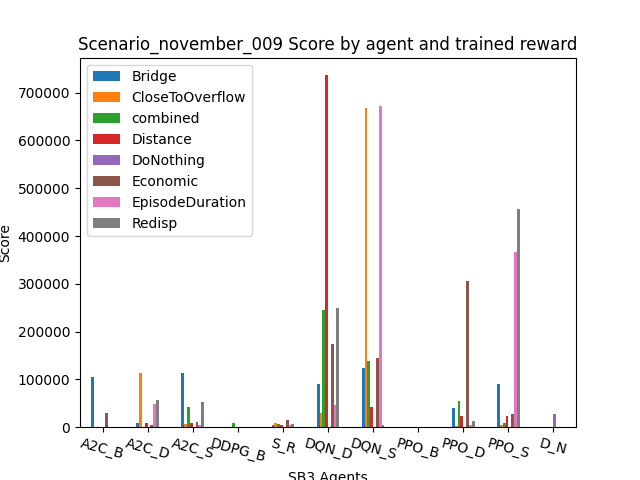 Scenario_november_009 Score by agent and trained reward
Bridge
CloseToOverflow
combined
Distance
DoNothing
Economic
EpisodeDuration
Redisp
700000
600000
500000
400000
300000
200000
100000
0
Score
A2C_B
A2C_D
A2C_S
DDPG_B
S_R
DQN_D
DQN_S
PPO_B
PPO_D
PPO_S
D_N
SB3 Agents